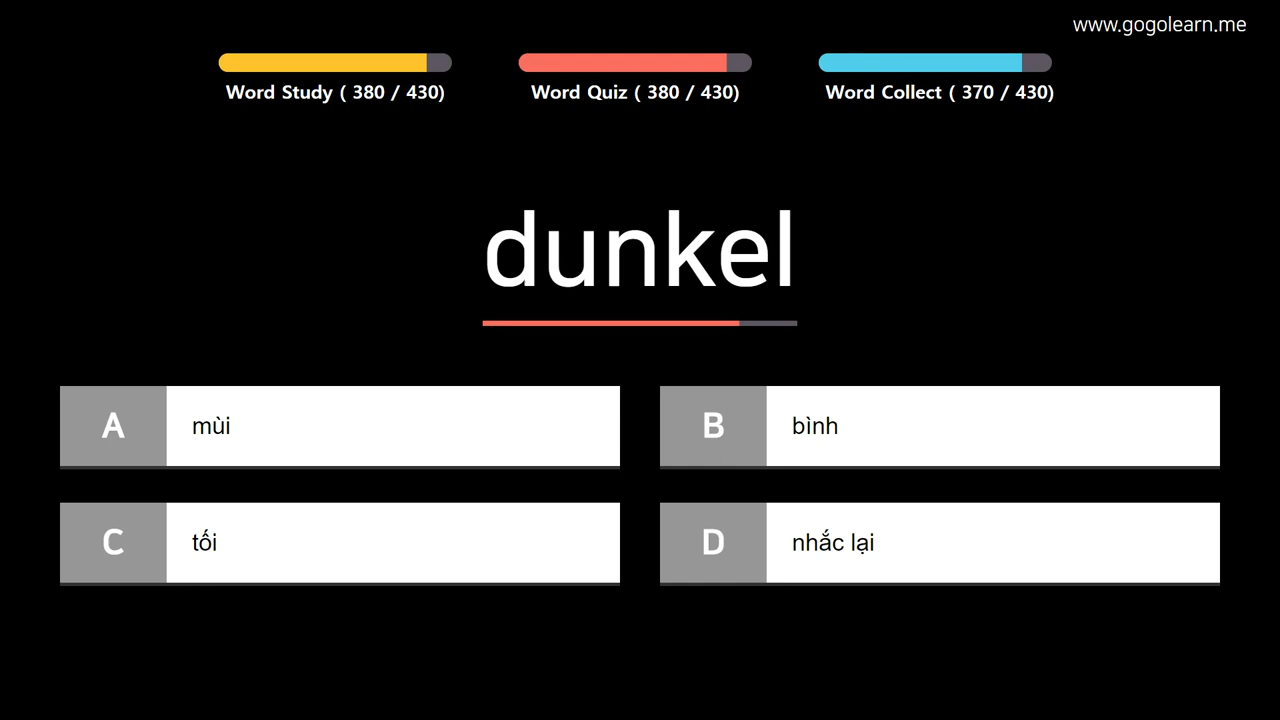 www.gogolearn.me
Word Study ( 380 / 430)
Word Quiz ( 380 / 430)
Word Collect ( 370 / 430)
dunkel
A mùi
B bình
C tối
D nhắc lại